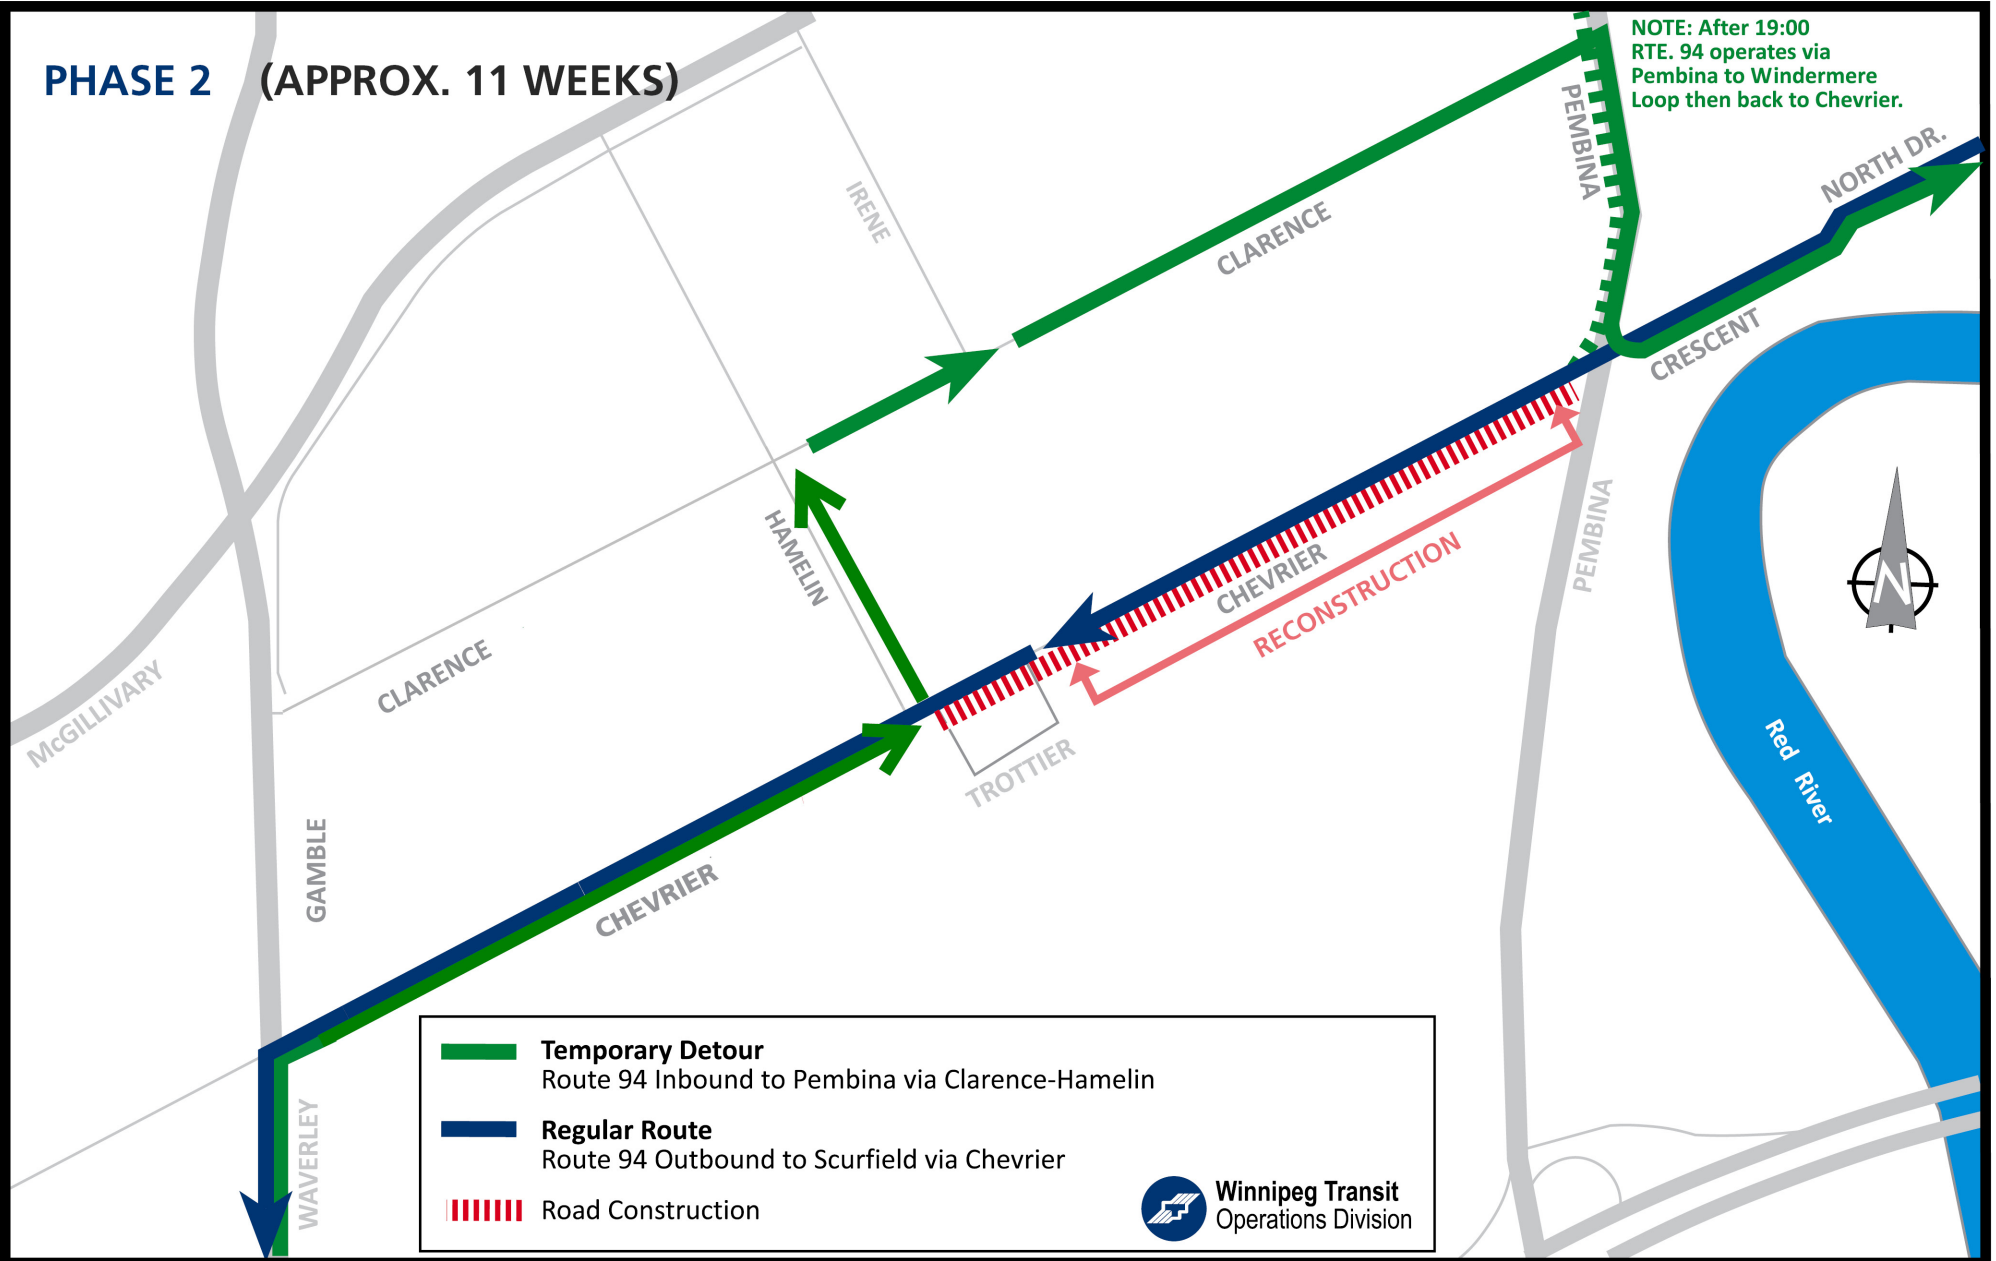 PHASE 2 (APPROX. 11 WEEKS)
NOTE: After 19:00
RTE. 94 operates via
Pembina to Windermere
Loop then back to Chevrier.
PEMBINA
NORTH DR.
IRENE
CLARENCE
CRESCENT
HAMELIN
CHEVRIER
RECONSTRUCTION
PEMBINA
N
CLARENCE
McGILLIVARY
TROTTIER
Red River
GAMBLE
CHEVRIER
WAVERLEY
Temporary Detour
Route 94 Inbound to Pembina via Clarence-Hamelin
Regular Route
Route 94 Outbound to Scurfield via Chevrier
Road Construction
Winnipeg Transit
Operations Division